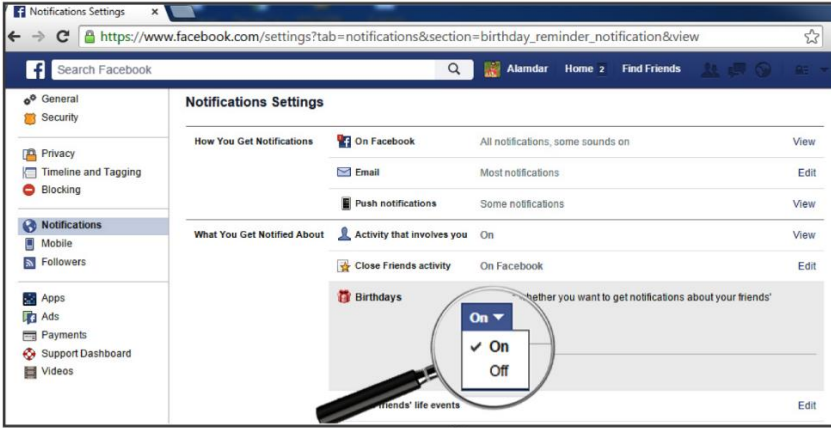 Notifications Settings
https://www.facebook.com/settings?tab=notifications&section=birthday_reminder_notification&view
Search Facebook
Alamdar Home 2 Find Friends
General
Security
Privacy
Timeline and Tagging
Blocking
Notifications
Mobile
Followers
Apps
Ads
Payments
Support Dashboard
Videos
Notifications Settings
How You Get Notifications On Facebook All notifications, some sounds on View
Email Most notifications Edit
Push notifications Some notifications View
What You Get Notified About Activity that involves you On View
Close Friends activity On Facebook Edit
Birthdays whether you want to get notifications about your friends'
On
On
Off
friends' life events Edit